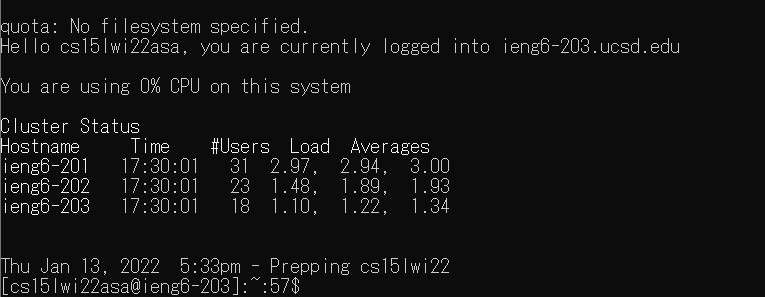 quota: No filesystem specified.
Hello cs15lwi22asa, you are currently logged into ieng6-203.ucsd.edu
You are using 0% CPU on this system
Cluster Status
Hostname     Time     #Users  Load  Averages
ieng6-201   17:30:01   31  2.97,  2.94,  3.00
ieng6-202   17:30:01   23  1.48,  1.89,  1.93
ieng6-203   17:30:01   18  1.10,  1.22,  1.34
Thu Jan 13, 2022  5:33pm - Prepping cs15lwi22
[cs15lwi22asa@ieng6-203]:~:57$